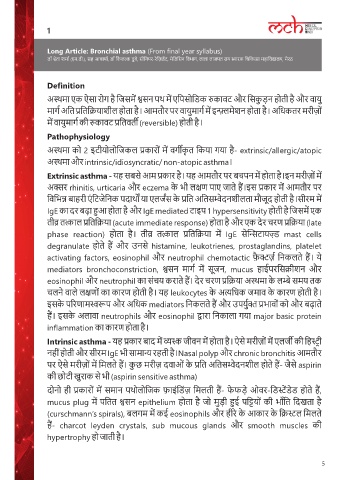 1
mch
Long Article: Bronchial asthma (From final year syllabus)
Definition
अस्थमा एक ऐसा रोग है जिसमें श्वसन पथ में एपिसोडिक रूकावट और सिकुड़न होती है और वायु
मार्ग अति प्रतिक्रियाशील होता है। आमतौर पर वायुमार्ग में इन्फ्लमेशन होता है। अधिकतर मरीज़ों
में वायुमार्ग की रूकावट प्रतिवर्ती (reversible) होती है।
Pathophysiology
अस्थमा को 2 इटीयोलोजिकल प्रकारों में वर्गीकृत किया गया है- extrinsic/allergic/atopic
अस्थमा और intrinsic/idiosyncratic/ non-atopic asthma।
Extrinsic asthma - यह सबसे आम प्रकार है। यह आमतौर पर बचपन में होता है। इन मरीज़ों में
अक्सर rhinitis, urticaria और eczema के भी लक्षण पाए जाते हैं।इस प्रकार में आमतौर पर
विभिन्न बाहरी एंटिजेनिक पदार्थों या एलर्जंस के प्रति अतिसम्वेदनशीलता मौजूद होती है।सीरम में
IgE का दर बढ़ा हुआ होता है और IgE mediated टाइप 1 hypersensitivity होती है जिसमें एक
तीव्र तत्काल प्रतिक्रिया (acute immediate response) होता है और एक देर चरण प्रक्रिया (late
phase reaction) होता है। तीव्र तत्काल प्रतिक्रिया में IgE सेन्सिटाएज़्ड mast cells
degranulate होते हैं और उनसे histamine, leukotrienes, prostaglandins, platelet
activating factors, eosinophil और neutrophil chemotactic फ़ैक्टर्ज़ निकलते हैं। ये
mediators bronchoconstriction, श्वसन मार्ग में सूजन, mucus हाईपरसिक्रीशन और
eosinophil और neutrophil का संचय कराते हैं। देर चरण प्रक्रिया अस्थमा के लम्बे समय तक
चलने वाले लक्षणों का कारण होती है। यह leukocytes के अत्यधिक जमाव के कारण होती है।
इसके परिणामस्वरूप और अधिक mediators निकलते हैं और उपर्युक्त प्रभावों को और बढ़ाते
हैं। इसके अलावा neutrophils और eosinophil द्वारा निकाला गया major basic protein
inflammation का कारण होता है।
Intrinsic asthma - यह प्रकार बाद में व्यस्क जीवन में होता है। ऐसे मरीज़ों में एलर्जी की हिस्ट्री
नहीं होती और सीरम IgE भी सामान्य रहती है। Nasal polyp और chronic bronchitis आमतौर
पर ऐसे मरीज़ों में मिलते हैं। कुछ मरीज़ दवाओं के प्रति अतिसम्वेदनशील होते हैं- जैसे aspirin
की छोटी खुराक से भी (aspirin sensitive asthma)
दोनो ही प्रकारों में समान पथोलोजिक फ़ाइंडिंज़ मिलती हैं- फेफड़े ओवर-डिस्टेंडेड होते हैं,
mucus plug में पतित श्वसन epithelium होता है जो मुड़ी हुई पट्टियों की भाँति दिखता है
(curschmann's spirals), बलगम में कई eosinophils और हीरे के आकार के क्रिस्टल मिलते
हैं- charcot leyden crystals, sub mucous glands और smooth muscles की
hypertrophy हो जाती है।
5